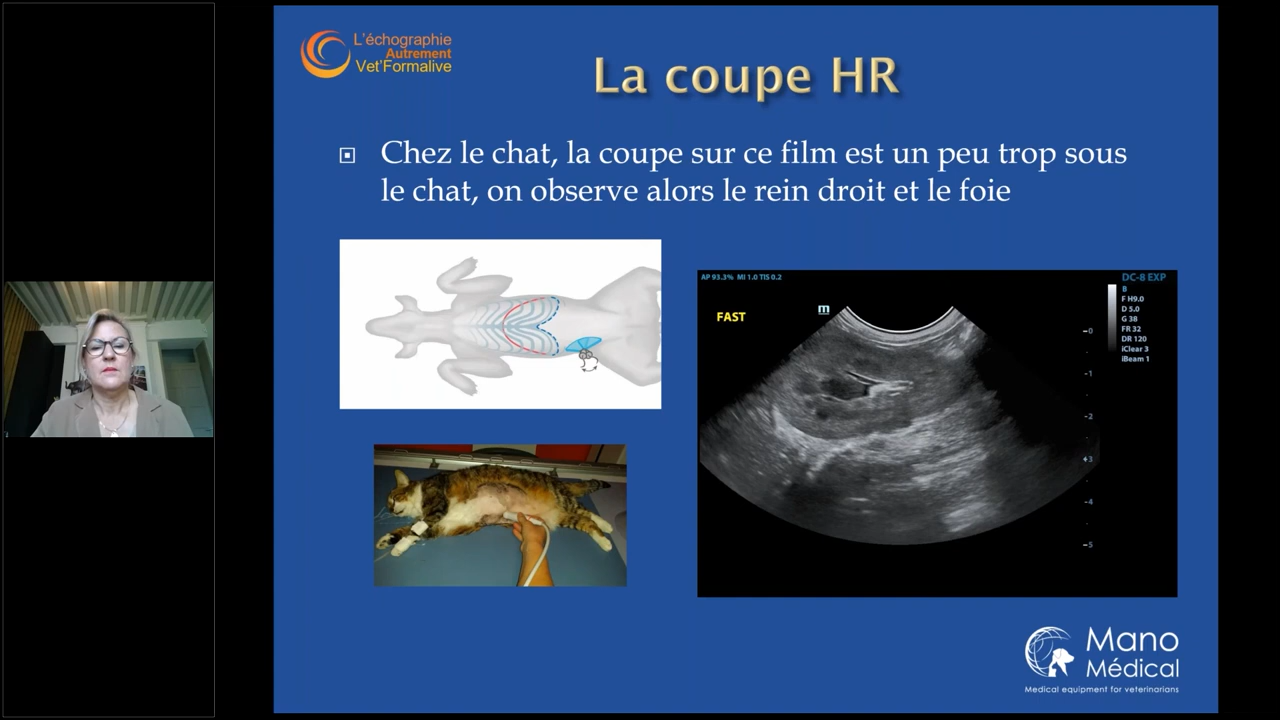 L'échographie
Autrement
Vet'Formalive
La coupe HR
Chez le chat, la coupe sur ce film est un peu trop sous
le chat, on observe alors le rein droit et le foie
AP 93.3% MI 1.0 TIS 0.2
DC-8 EXP
FAST
m
B
F H9.0
D 5.0
G 38
FR 32
DR 120
iClear 3
iBeam 1
0
1
2
3
4
5
Mano
Médical
Medical equipment for veterinarians